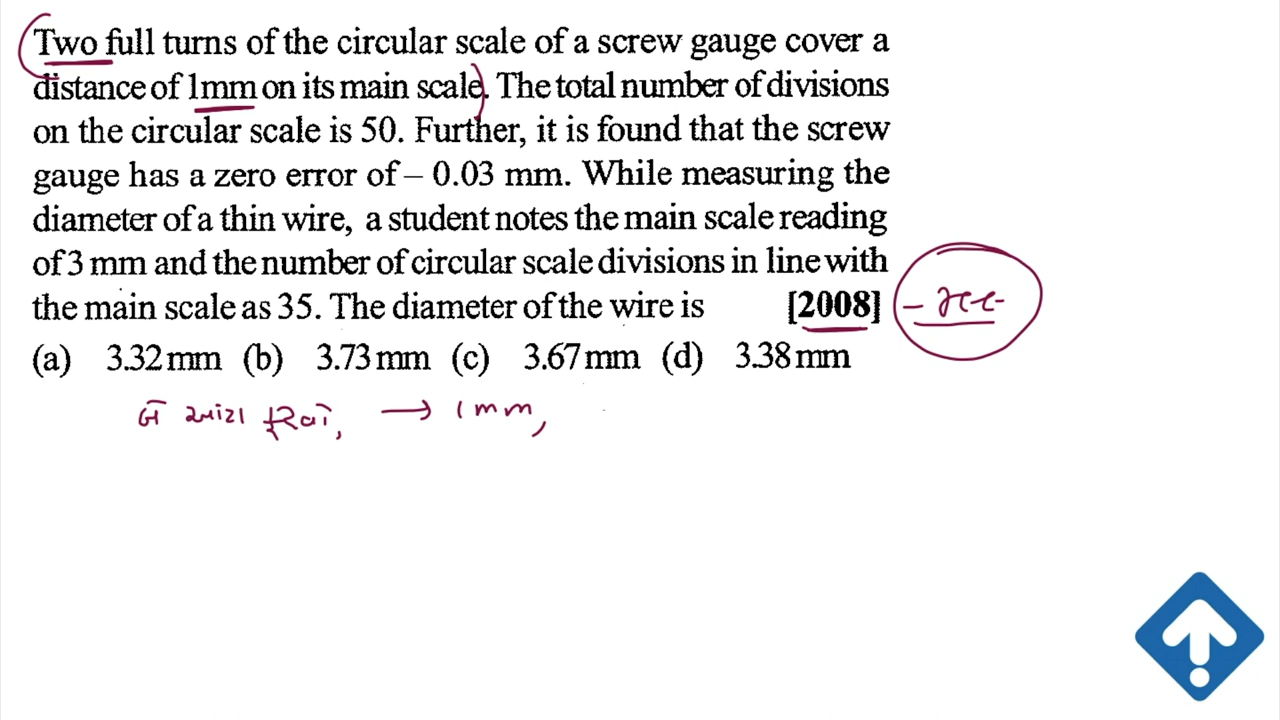 Two full turns of the circular scale of a screw gauge cover a
distance of 1mm on its main scale. The total number of divisions
on the circular scale is 50. Further, it is found that the screw
gauge has a zero error of – 0.03 mm. While measuring the
diameter of a thin wire, a student notes the main scale reading
of 3 mm and the number of circular scale divisions in line with
the main scale as 35. The diameter of the wire is [2008]
(a) 3.32 mm (b) 3.73 mm (c) 3.67 mm (d) 3.38 mm
→ 1 mm,